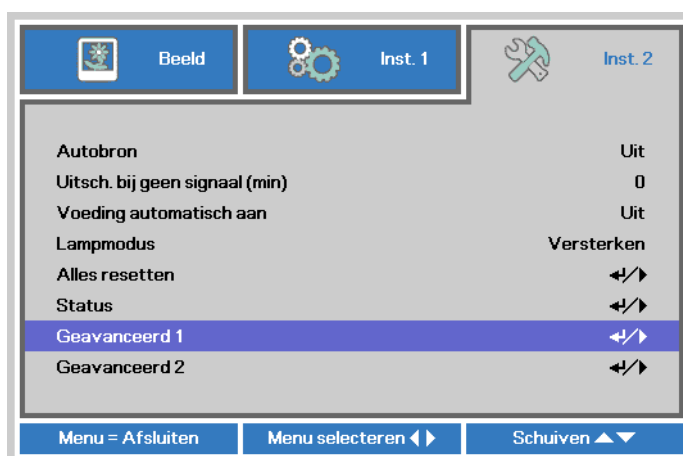 Beeld Inst. 1 Inst. 2
Autobron Uit
Uitsch. bij geen signaal (min) 0
Voeding automatisch aan Uit
Lampmodus Versterken
Alles resetten ↵/▶
Status ↵/▶
Geavanceerd 1 ↵/▶
Geavanceerd 2 ↵/▶
Menu = Afsluiten Menu selecteren ◀▶ Schuiven ▲▼